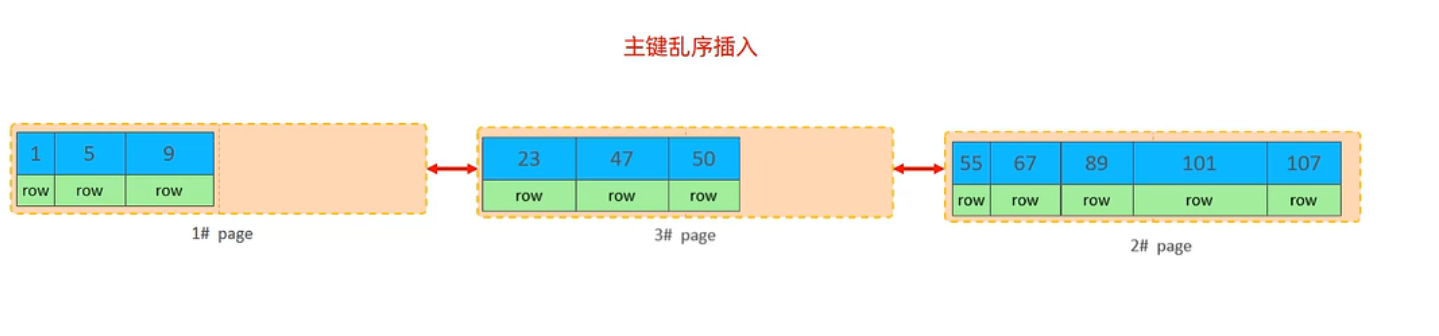 主键乱序插入
1 5 9
row row row
1# page
23 47 50
row row row
3# page
55 67 89 101 107
row row row row row
2# page